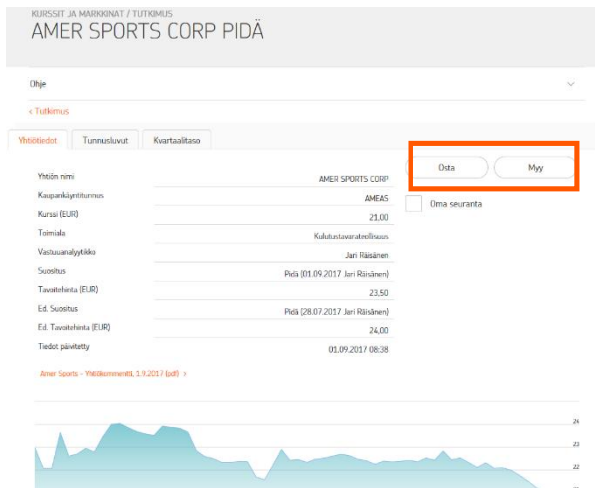 KURSSIT JA MARKKINAT / TUTKIMUS
AMER SPORTS CORP PIDÄ
Ohje
< Tutkimus
Yhtiötiedot Tunnusluvut Kvartaalitaso
Osta Myy
Oma seuranta
Yhtiön nimi AMER SPORTS CORP
Kaupankäyntitunnus AMEAS
Kurssi (EUR) 21,00
Toimiala Kulutustavarateollisuus
Vastuuanalyytikko Jari Räisänen
Suositus Pidä (01.09.2017 Jari Räisänen)
Tavoitehinta (EUR) 23,50
Ed. Suositus Pidä (28.07.2017 Jari Räisänen)
Ed. Tavoitehinta (EUR) 24,00
Tiedot päivitetty 01.09.2017 08:38
Amer Sports - Yhtiökommentti, 1.9.2017 (pdf) >
24
23
22